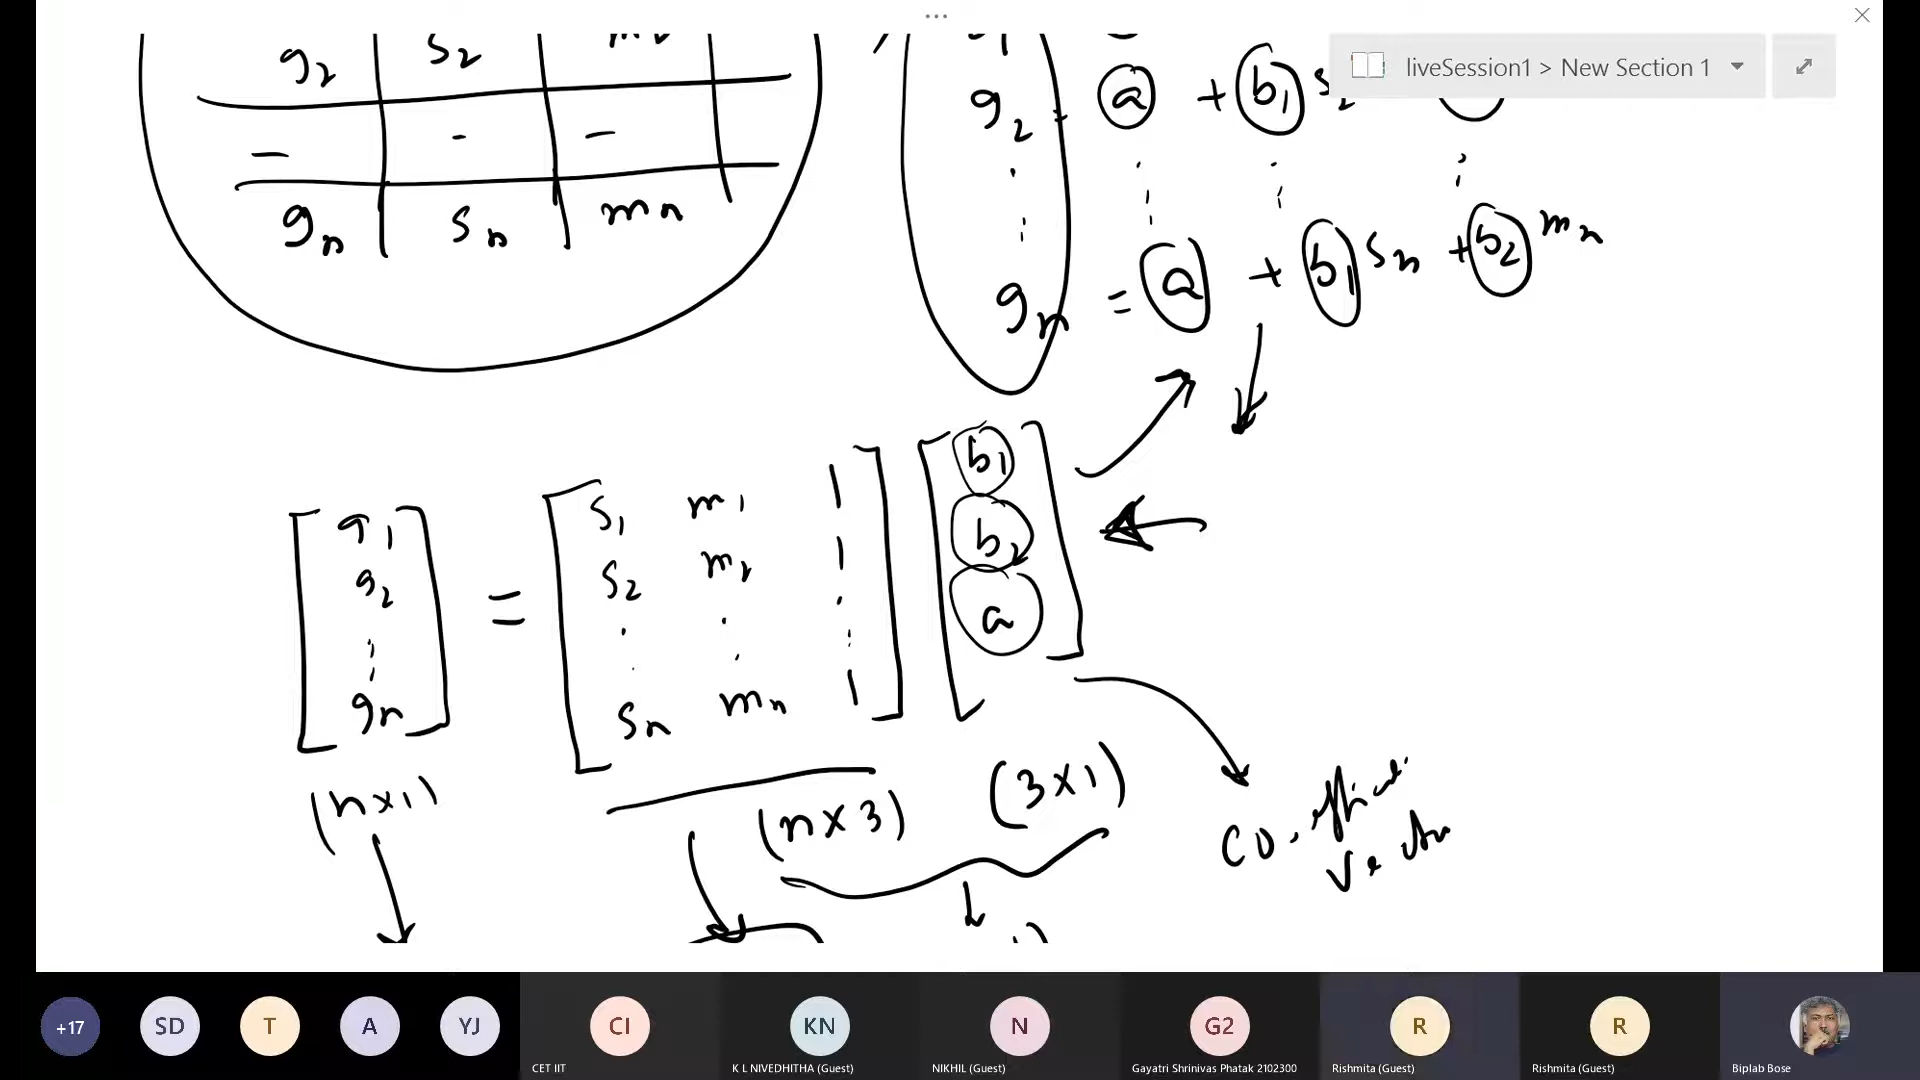 liveSession1 > New Section 1
g2 s2 m2
g2 = a + b1 s2
- - -
gn sn mn
gn = a + b1 sn + b2 mn
[g1 g2 ⋮ gn] = [s1 m1 1
s2 m2 1
⋮ ⋮ ⋮
sn mn 1] [b1 b2 a]
(n×1)
(n×3) (3×1)
co-efficient
vector
+17 SD T A YJ CI KN N G2 R R
CET IIT K L NIVEDHITHA (Guest) NIKHIL (Guest) Gayatri Shrinivas Phatak 2102300 Rishmita (Guest) Rishmita (Guest) Biplab Bose